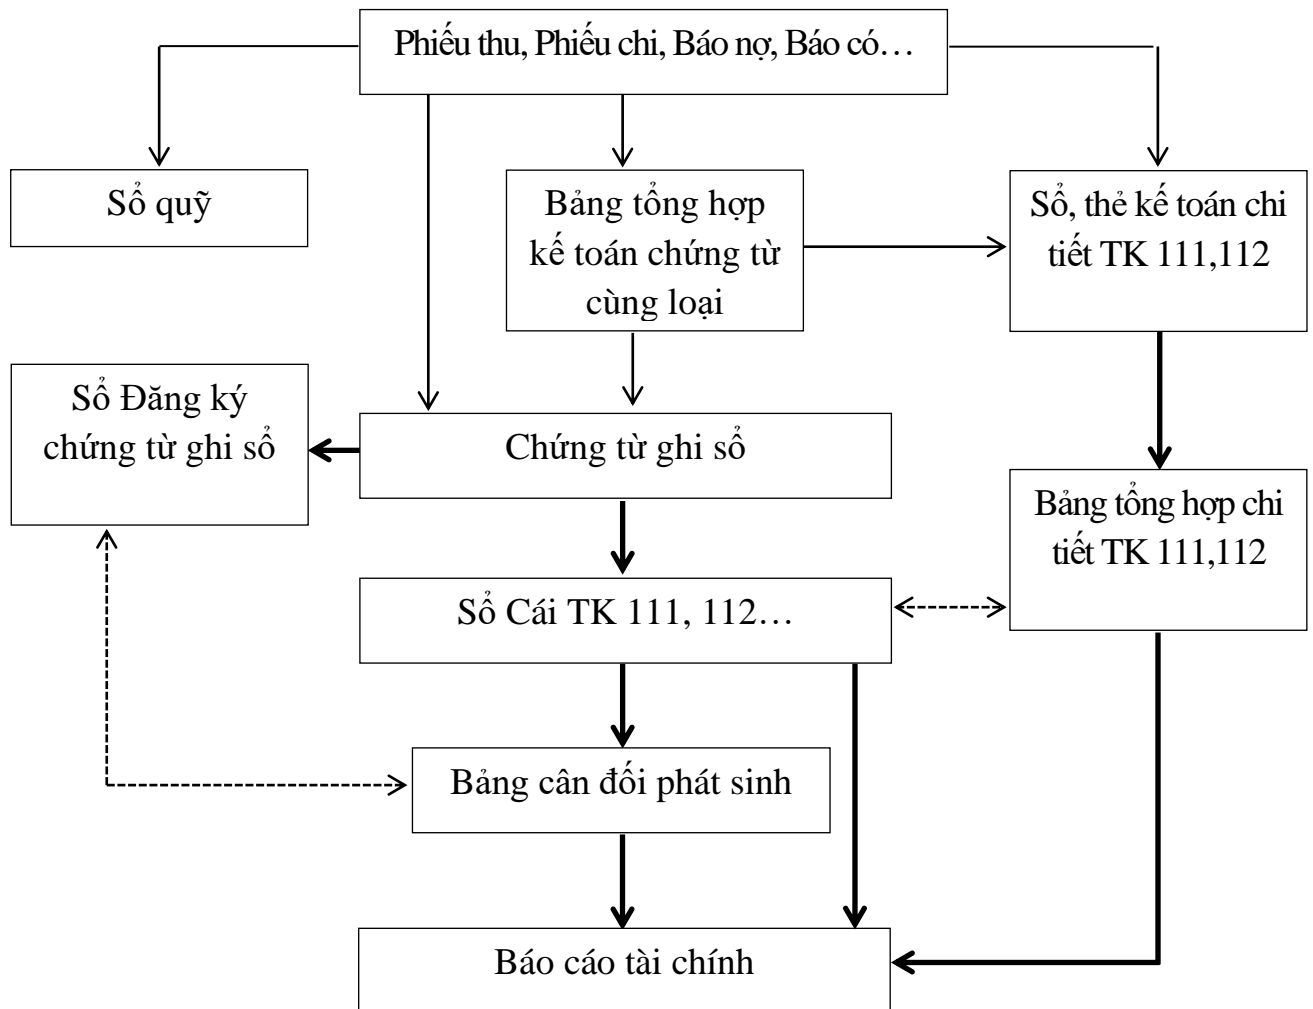 Phiếu thu, Phiếu chi, Báo nợ, Báo có…
Sổ quỹ
Bảng tổng hợp
kế toán chứng từ
cùng loại
Sổ, thẻ kế toán chi
tiết TK 111,112
Sổ Đăng ký
chứng từ ghi sổ
Chứng từ ghi sổ
Bảng tổng hợp chi
tiết TK 111,112
Sổ Cái TK 111, 112…
Bảng cân đối phát sinh
Báo cáo tài chính